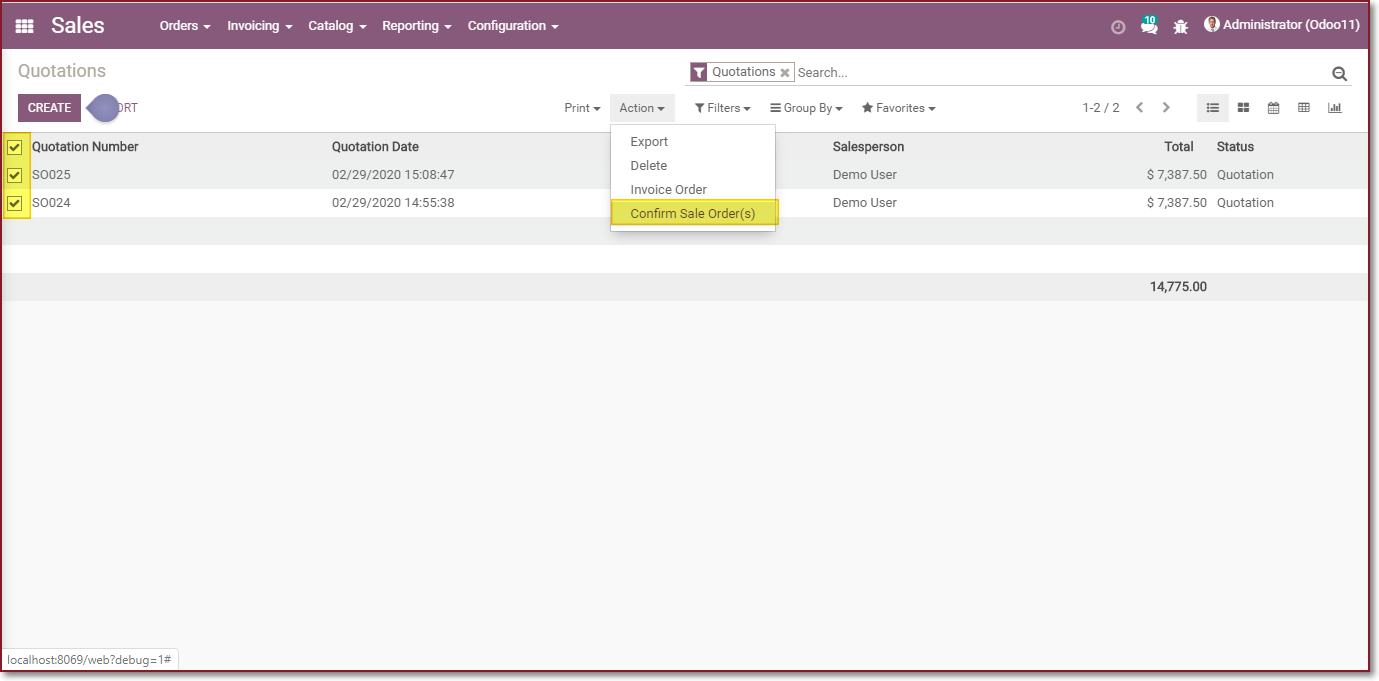 Sales Orders Invoicing Catalog Reporting Configuration 10 Administrator (Odoo11)
Quotations Quotations Search...
CREATE ORT Print Action Filters Group By Favorites 1-2 / 2
Export
Delete
Invoice Order
Confirm Sale Order(s)
Quotation Number Quotation Date Salesperson Total Status
SO025 02/29/2020 15:08:47 Demo User $ 7,387.50 Quotation
SO024 02/29/2020 14:55:38 Demo User $ 7,387.50 Quotation
14,775.00
localhost:8069/web?debug=1#